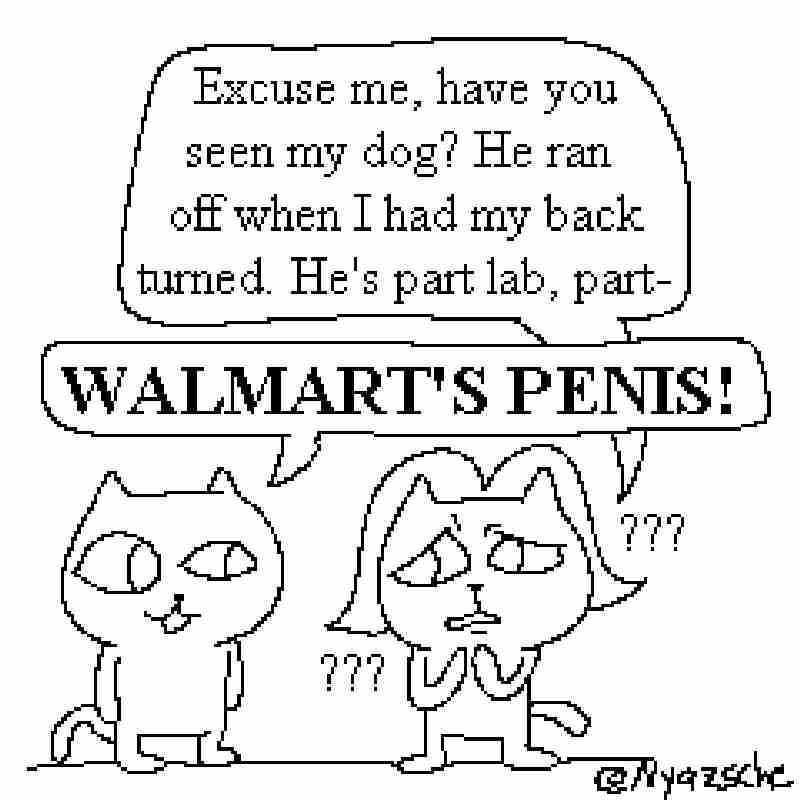 Excuse me, have you
seen my dog? He ran
off when I had my back
turned. He's part lab, part-
WALMART'S PENIS!
???
???
@Nyazsche